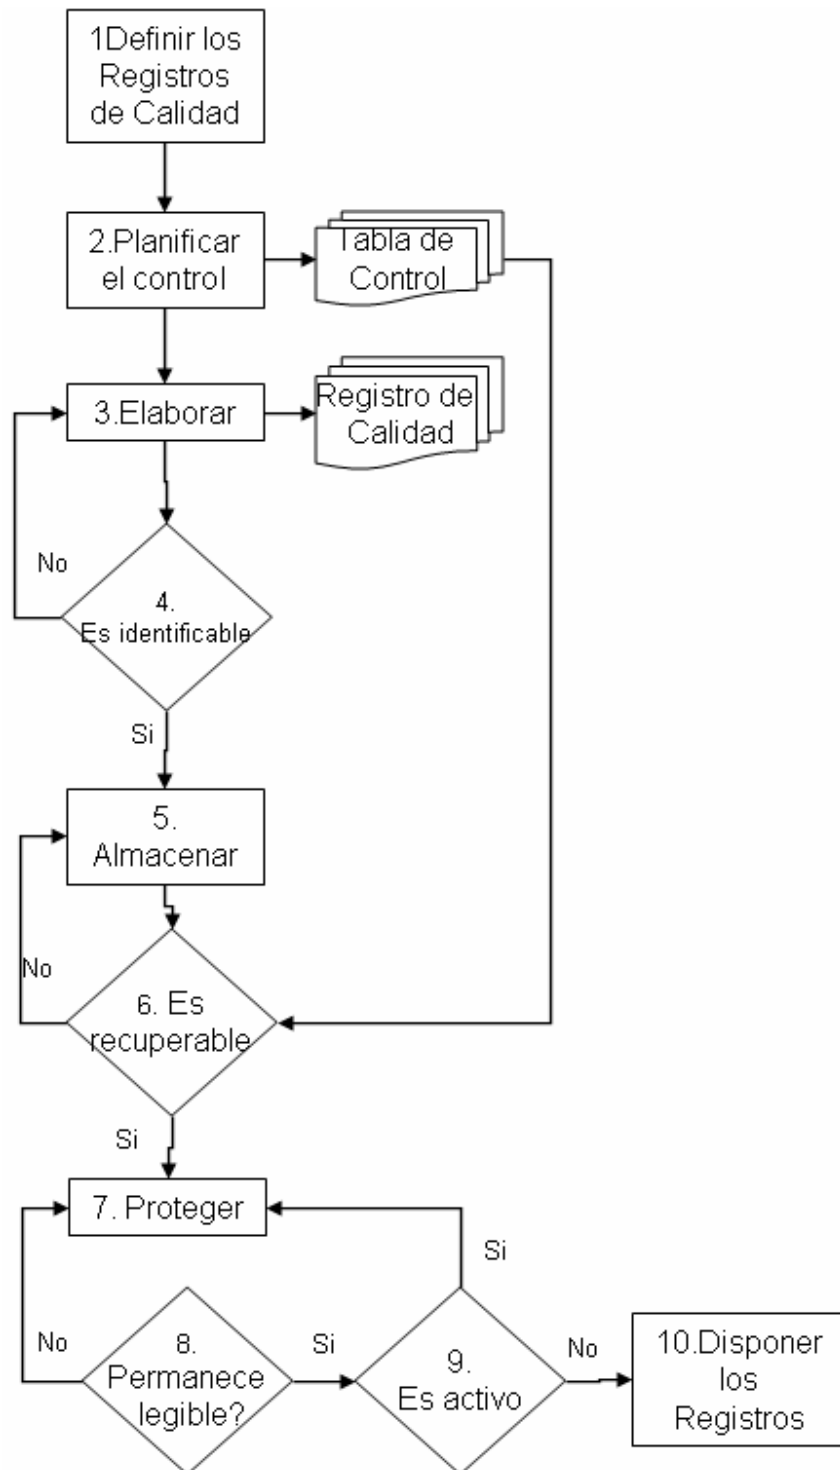 1Definir los
Registros
de Calidad
2.Planificar
el control
Tabla de
Control
3.Elaborar
Registro de
Calidad
No
4.
Es identificable
Si
5.
Almacenar
No
6. Es
recuperable
Si
7. Proteger
Si
No
8.
Permanece
legible?
Si
9.
Es activo
No
10.Disponer
los
Registros